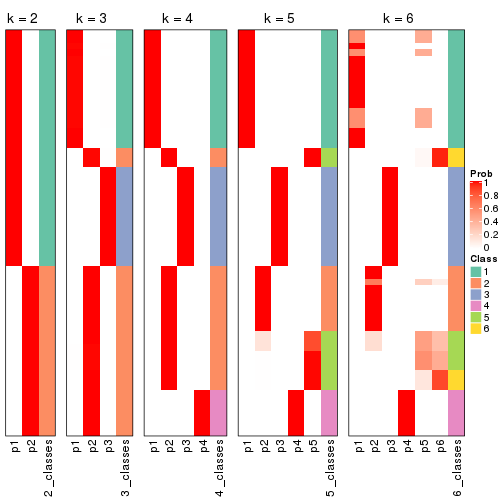 k = 2
k = 3
k = 4
k = 5
k = 6
p1
p2
2_classes
p1
p2
p3
3_classes
p1
p2
p3
p4
4_classes
p1
p2
p3
p4
p5
5_classes
p1
p2
p3
p4
p5
p6
6_classes
Prob
1
0.8
0.6
0.4
0.2
0
Class
1
2
3
4
5
6